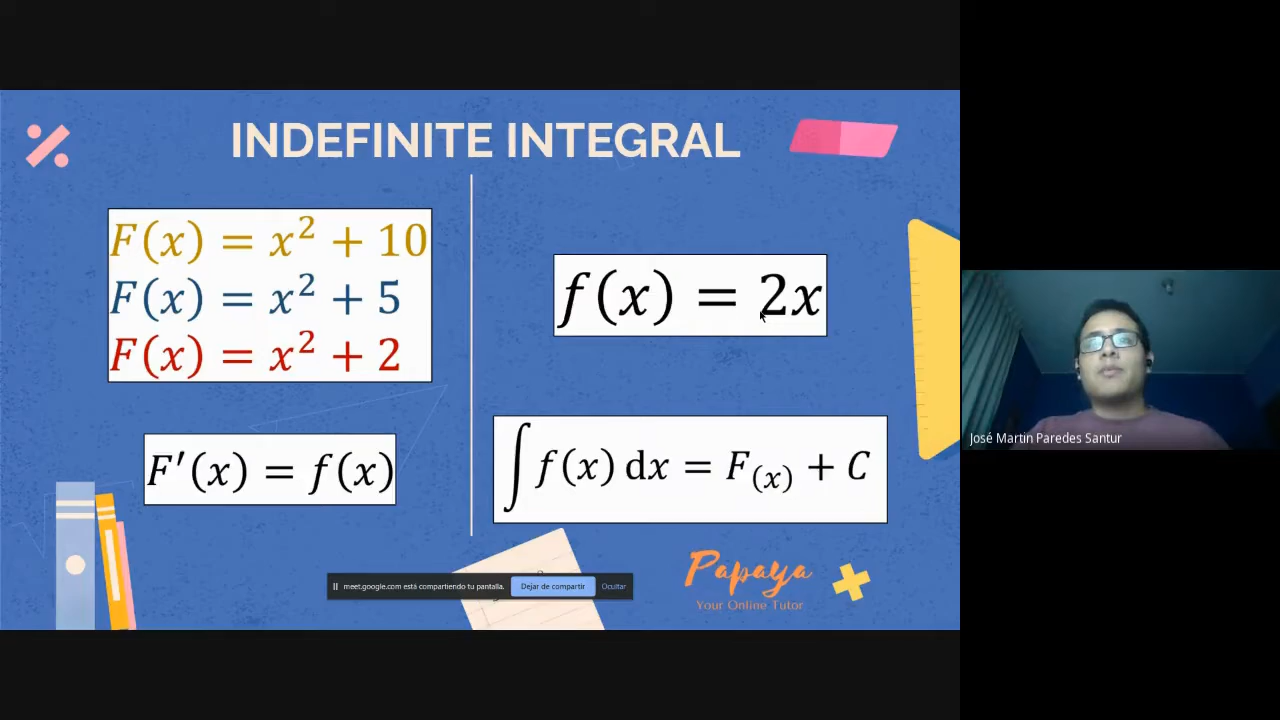 INDEFINITE INTEGRAL
F(x) = x² + 10
F(x) = x² + 5
F(x) = x² + 2
F′(x) = f(x)
f(x) = 2x
∫ f(x) dx = F₍ₓ₎ + C
meet.google.com está compartiendo tu pantalla.
Dejar de compartir
Ocultar
Papaya
Your Online Tutor
José Martin Paredes Santur